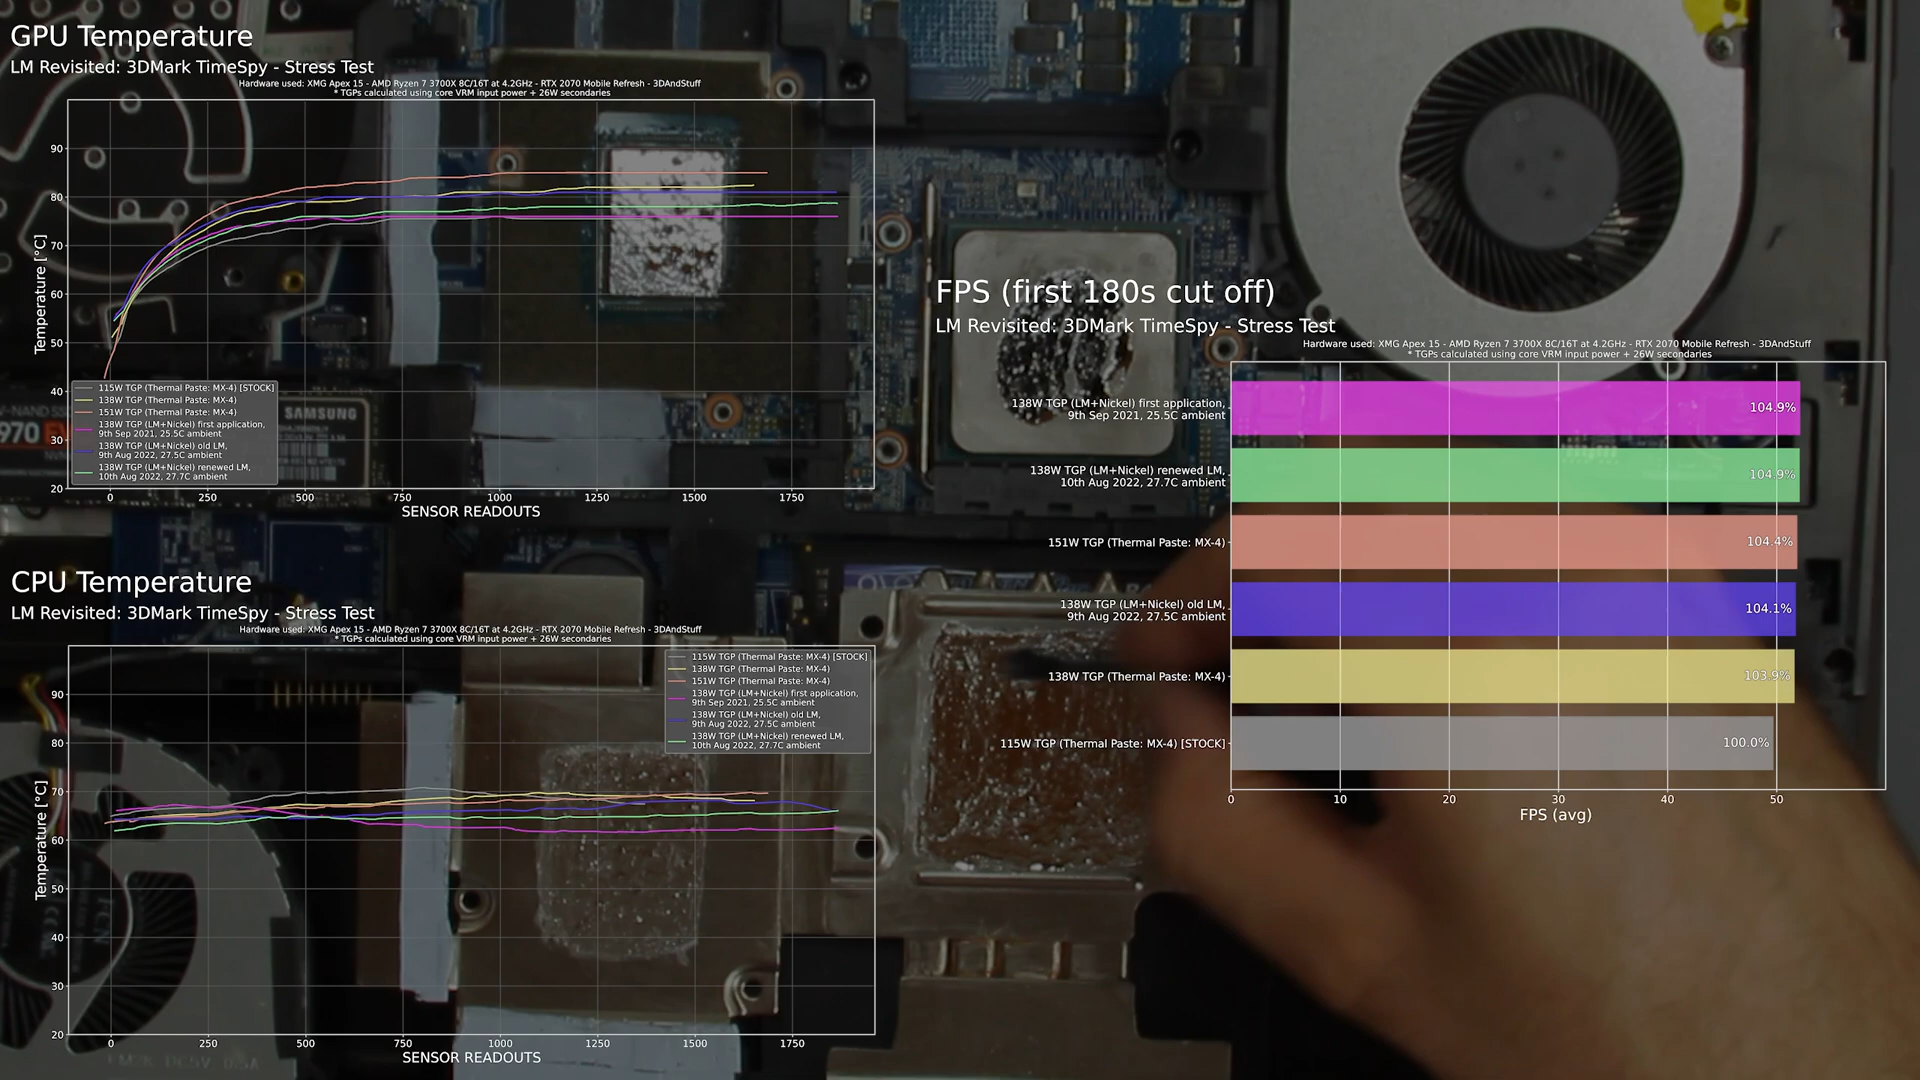 GPU Temperature
LM Revisited: 3DMark TimeSpy - Stress Test
Hardware used: XMG Apex 15 - AMD Ryzen 7 3700X 8C/16T at 4.2GHz - RTX 2070 Mobile Refresh - 3DAndStuff
* TGPs calculated using core VRM input power + 26W secondaries
Temperature [°C]
90
80
70
60
50
40
30
20
115W TGP (Thermal Paste: MX-4) [STOCK]
138W TGP (Thermal Paste: MX-4)
151W TGP (Thermal Paste: MX-4)
138W TGP (LM+Nickel) first application,
9th Sep 2021, 25.5C ambient
138W TGP (LM+Nickel) old LM,
9th Aug 2022, 27.5C ambient
138W TGP (LM+Nickel) renewed LM,
10th Aug 2022, 27.7C ambient
0 250 500 750 1000 1250 1500 1750
SENSOR READOUTS
SAMSUNG
970
CPU Temperature
LM Revisited: 3DMark TimeSpy - Stress Test
Hardware used: XMG Apex 15 - AMD Ryzen 7 3700X 8C/16T at 4.2GHz - RTX 2070 Mobile Refresh - 3DAndStuff
* TGPs calculated using core VRM input power + 26W secondaries
Temperature [°C]
90
80
70
60
50
40
30
20
115W TGP (Thermal Paste: MX-4) [STOCK]
138W TGP (Thermal Paste: MX-4)
151W TGP (Thermal Paste: MX-4)
138W TGP (LM+Nickel) first application,
9th Sep 2021, 25.5C ambient
138W TGP (LM+Nickel) old LM,
9th Aug 2022, 27.5C ambient
138W TGP (LM+Nickel) renewed LM,
10th Aug 2022, 27.7C ambient
0 250 500 750 1000 1250 1500 1750
SENSOR READOUTS
FPS (first 180s cut off)
LM Revisited: 3DMark TimeSpy - Stress Test
Hardware used: XMG Apex 15 - AMD Ryzen 7 3700X 8C/16T at 4.2GHz - RTX 2070 Mobile Refresh - 3DAndStuff
* TGPs calculated using core VRM input power + 26W secondaries
138W TGP (LM+Nickel) first application,
9th Sep 2021, 25.5C ambient
104.9%
138W TGP (LM+Nickel) renewed LM,
10th Aug 2022, 27.7C ambient
104.9%
151W TGP (Thermal Paste: MX-4)
104.4%
138W TGP (LM+Nickel) old LM,
9th Aug 2022, 27.5C ambient
104.1%
138W TGP (Thermal Paste: MX-4)
103.9%
115W TGP (Thermal Paste: MX-4) [STOCK]
100.0%
0 10 20 30 40 50
FPS (avg)